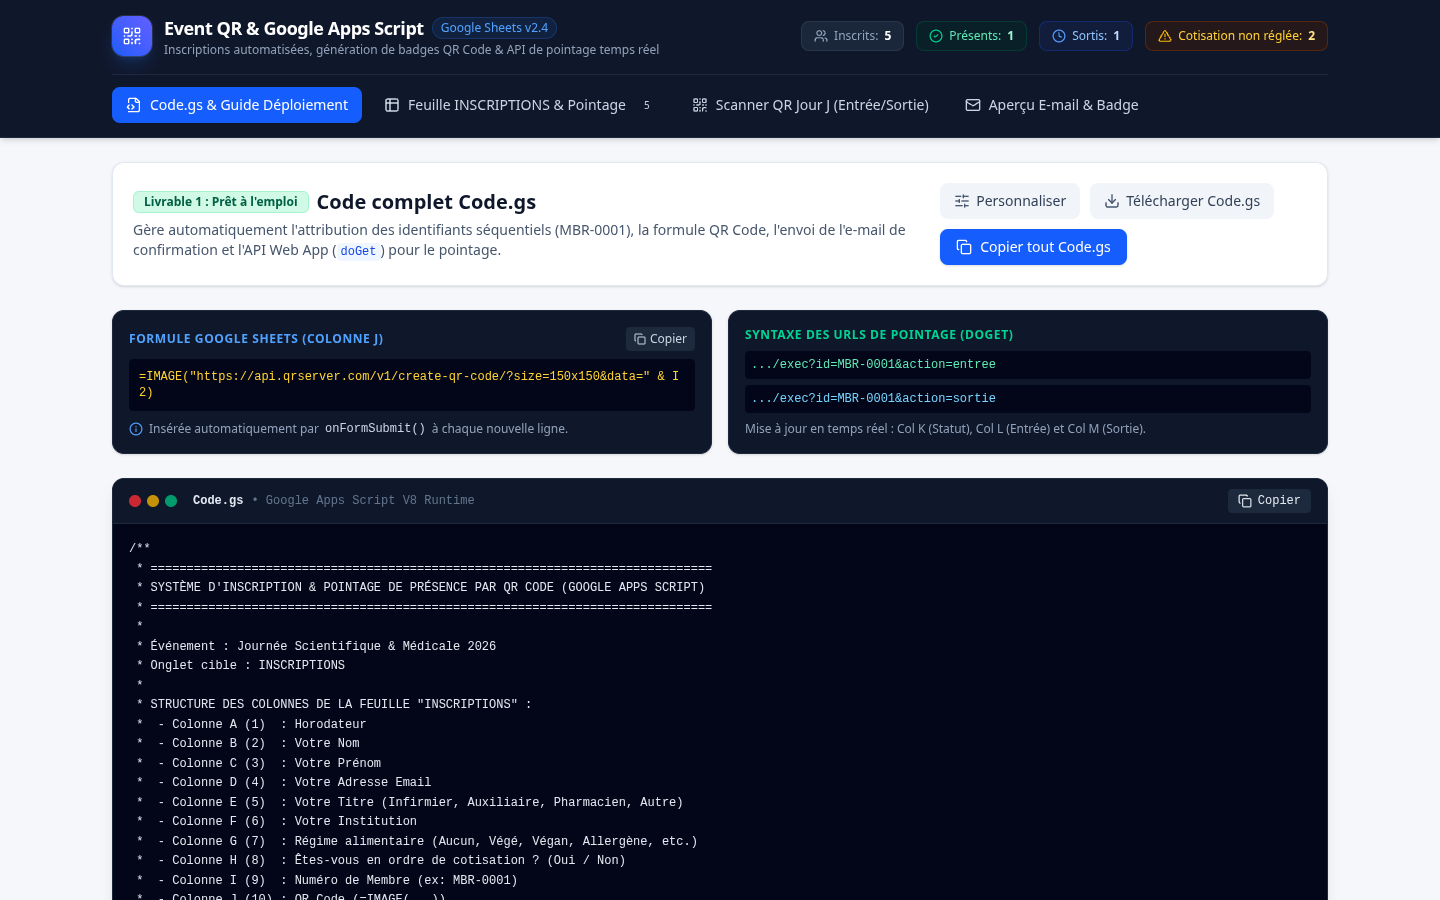 Event QR & Google Apps Script
Google Sheets v2.4
Inscriptions automatisées, génération de badges QR Code & API de pointage temps réel
Inscrits: 5
Présents: 1
Sortis: 1
Cotisation non réglée: 2
Code.gs & Guide Déploiement
Feuille INSCRIPTIONS & Pointage 5
Scanner QR Jour J (Entrée/Sortie)
Aperçu E-mail & Badge
Livrable 1 : Prêt à l'emploi
Code complet Code.gs
Gère automatiquement l'attribution des identifiants séquentiels (MBR-0001), la formule QR Code, l'envoi de l'e-mail de
confirmation et l'API Web App (doGet) pour le pointage.
Personnaliser
Télécharger Code.gs
Copier tout Code.gs
FORMULE GOOGLE SHEETS (COLONNE J)
Copier
=IMAGE("https://api.qrserver.com/v1/create-qr-code/?size=150x150&data=" & I
2)
Insérée automatiquement par onFormSubmit() à chaque nouvelle ligne.
SYNTAXE DES URLS DE POINTAGE (DOGET)
.../exec?id=MBR-0001&action=entree
.../exec?id=MBR-0001&action=sortie
Mise à jour en temps réel : Col K (Statut), Col L (Entrée) et Col M (Sortie).
Code.gs • Google Apps Script V8 Runtime
Copier
/**
* ==============================================================================
* SYSTÈME D'INSCRIPTION & POINTAGE DE PRÉSENCE PAR QR CODE (GOOGLE APPS SCRIPT)
* ==============================================================================
*
* Événement : Journée Scientifique & Médicale 2026
* Onglet cible : INSCRIPTIONS
*
* STRUCTURE DES COLONNES DE LA FEUILLE "INSCRIPTIONS" :
*  - Colonne A (1)  : Horodateur
*  - Colonne B (2)  : Votre Nom
*  - Colonne C (3)  : Votre Prénom
*  - Colonne D (4)  : Votre Adresse Email
*  - Colonne E (5)  : Votre Titre (Infirmier, Auxiliaire, Pharmacien, Autre)
*  - Colonne F (6)  : Votre Institution
*  - Colonne G (7)  : Régime alimentaire (Aucun, Végé, Végan, Allergène, etc.)
*  - Colonne H (8)  : Êtes-vous en ordre de cotisation ? (Oui / Non)
*  - Colonne I (9)  : Numéro de Membre (ex: MBR-0001)
*  - Colonne J (10) : QR Code (=IMAGE(...))